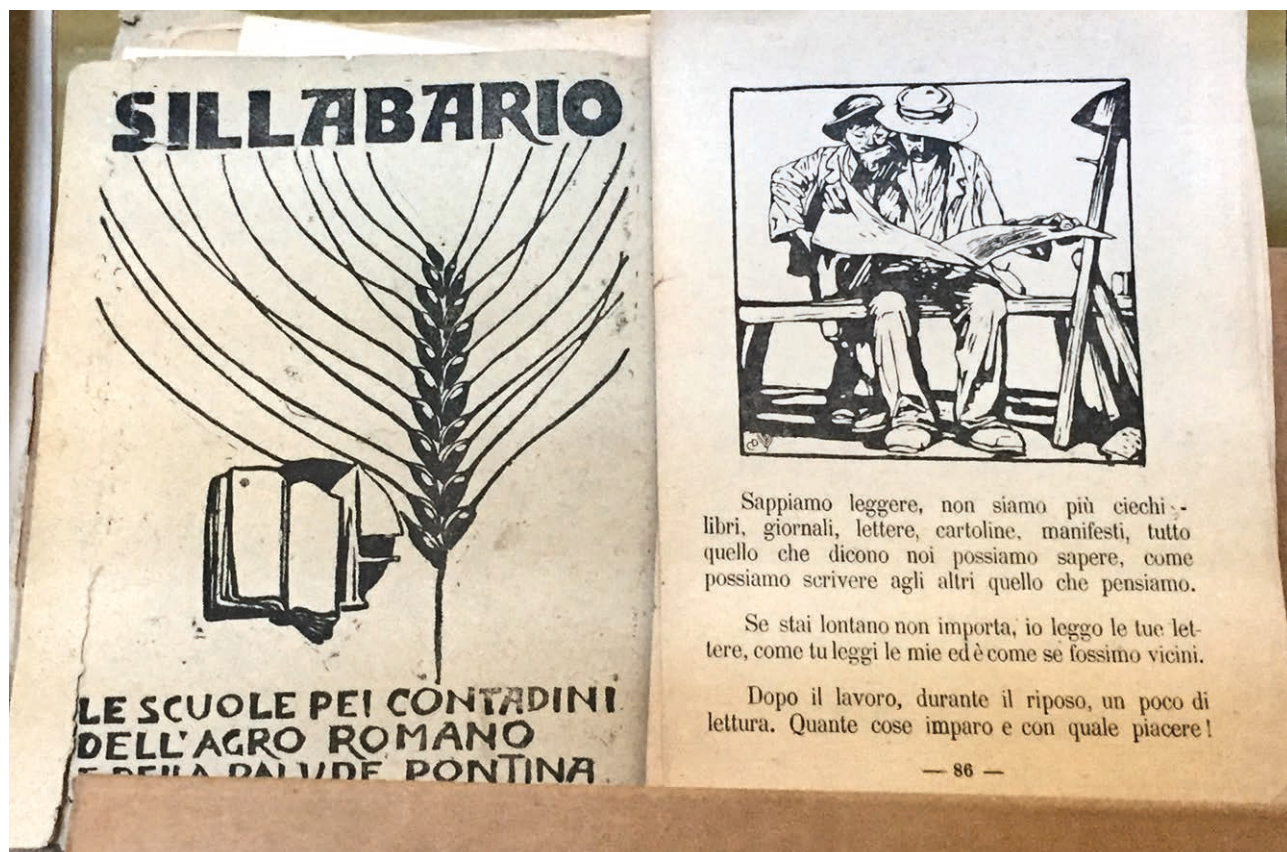 SILLABARIO
LE SCUOLE PEI CONTADINI
DELL'AGRO ROMANO
E DELLA PALUDE PONTINA
Sappiamo leggere, non siamo più ciechi:-
libri, giornali, lettere, cartoline, manifesti, tutto
quello che dicono noi possiamo sapere, come
possiamo scrivere agli altri quello che pensiamo.
Se stai lontano non importa, io leggo le tue let-
tere, come tu leggi le mie ed è come se fossimo vicini.
Dopo il lavoro, durante il riposo, un poco di
lettura. Quante cose imparo e con quale piacere!
— 86 —